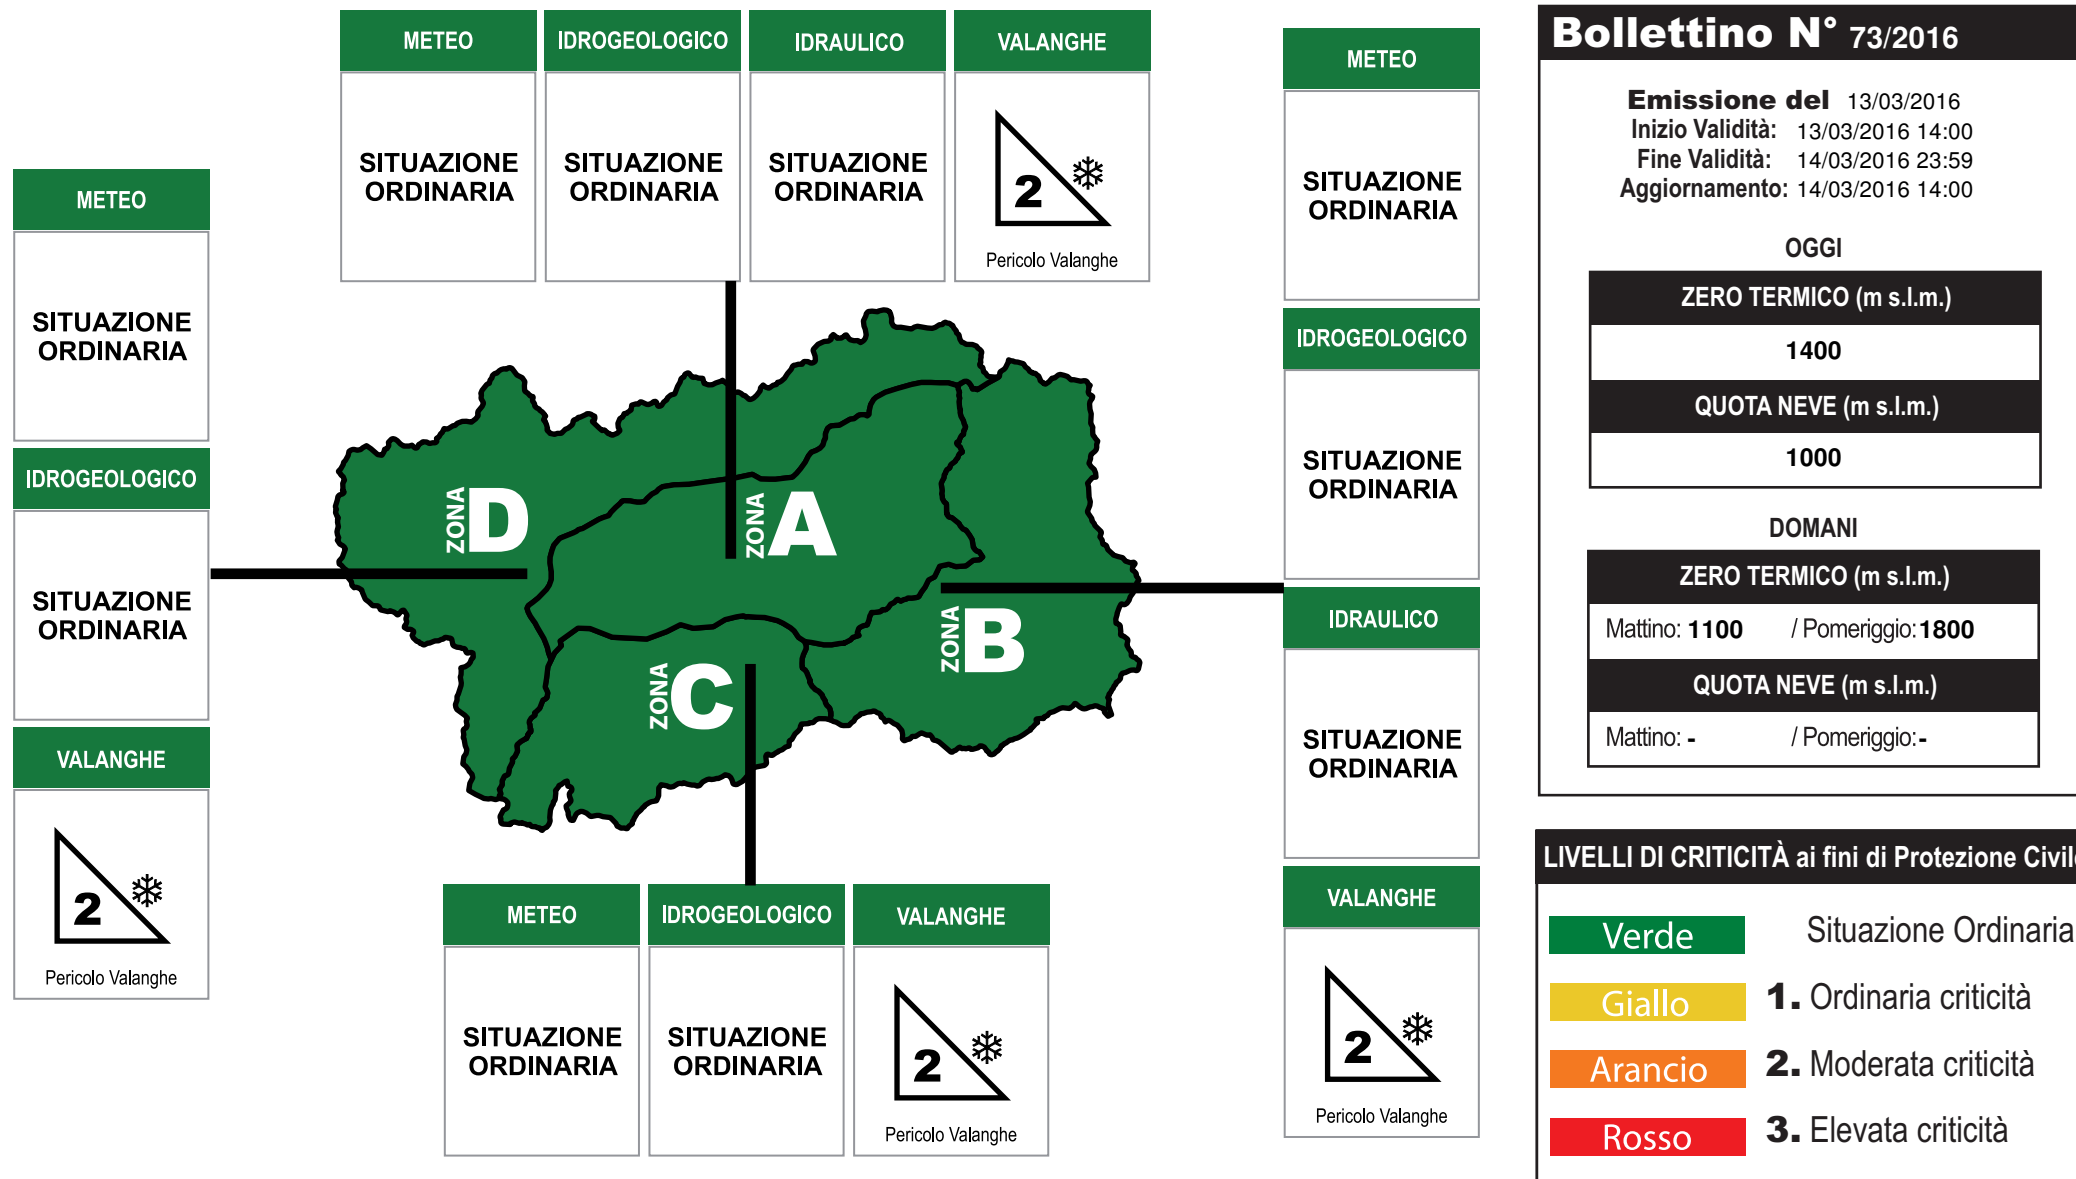 METEO
IDROGEOLOGICO
IDRAULICO
VALANGHE
SITUAZIONE
ORDINARIA
SITUAZIONE
ORDINARIA
SITUAZIONE
ORDINARIA
2
Pericolo Valanghe
METEO
SITUAZIONE
ORDINARIA
IDROGEOLOGICO
SITUAZIONE
ORDINARIA
VALANGHE
2
Pericolo Valanghe
ZONA D
ZONA A
ZONA B
ZONA C
METEO
IDROGEOLOGICO
VALANGHE
SITUAZIONE
ORDINARIA
SITUAZIONE
ORDINARIA
2
Pericolo Valanghe
METEO
SITUAZIONE
ORDINARIA
IDROGEOLOGICO
SITUAZIONE
ORDINARIA
IDRAULICO
SITUAZIONE
ORDINARIA
VALANGHE
2
Pericolo Valanghe
Bollettino N° 73/2016
Emissione del 13/03/2016
Inizio Validità: 13/03/2016 14:00
Fine Validità: 14/03/2016 23:59
Aggiornamento: 14/03/2016 14:00
OGGI
ZERO TERMICO (m s.l.m.)
1400
QUOTA NEVE (m s.l.m.)
1000
DOMANI
ZERO TERMICO (m s.l.m.)
Mattino: 1100 / Pomeriggio: 1800
QUOTA NEVE (m s.l.m.)
Mattino: - / Pomeriggio: -
LIVELLI DI CRITICITÀ ai fini di Protezione Civil
Verde Situazione Ordinaria
Giallo 1. Ordinaria criticità
Arancio 2. Moderata criticità
Rosso 3. Elevata criticità